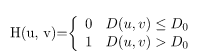 H(u, v)={ 0 D(u, v) ≤ D₀
1 D(u, v) > D₀